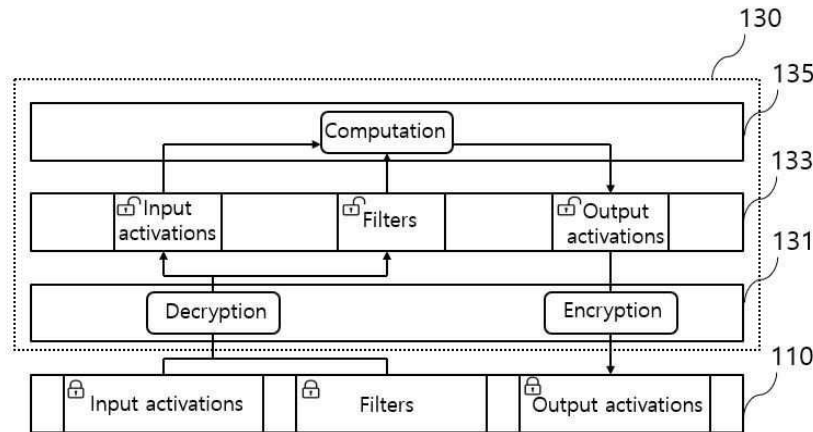 130
135
Computation
133
Input
activations
Filters
Output
activations
131
Decryption
Encryption
110
Input activations
Filters
Output activations